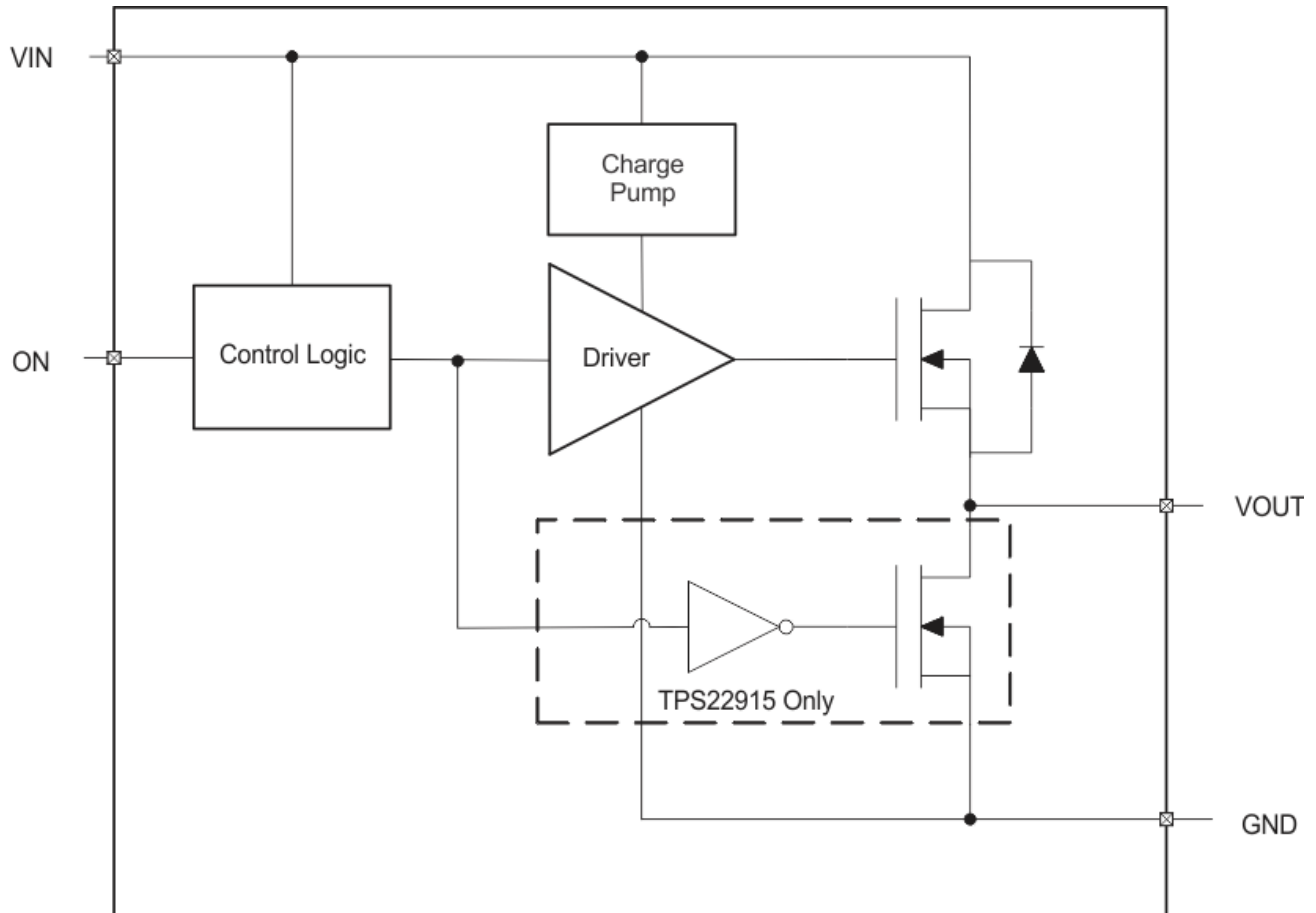 VIN
Charge
Pump
Control Logic
ON
Driver
VOUT
TPS22915 Only
GND